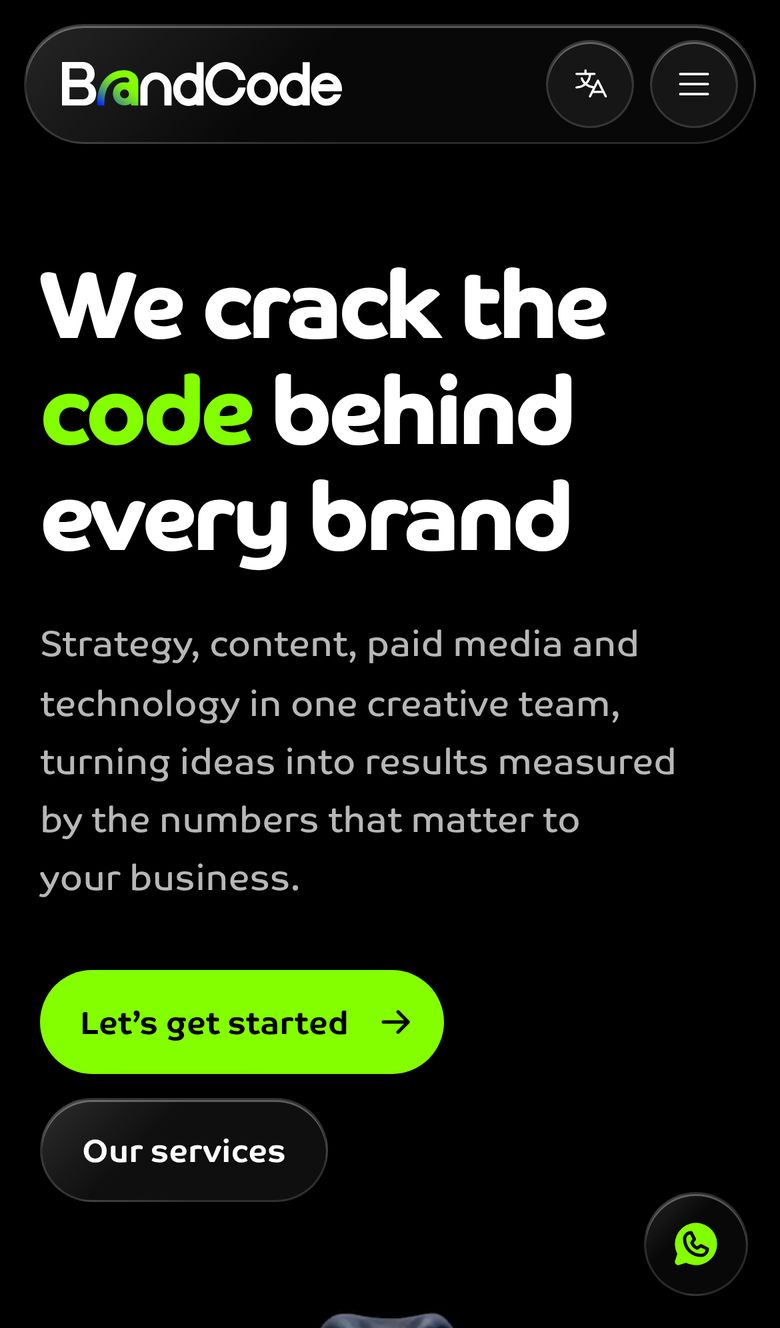 BrandCode
We crack the
code behind
every brand
Strategy, content, paid media and
technology in one creative team,
turning ideas into results measured
by the numbers that matter to
your business.
Let’s get started
Our services